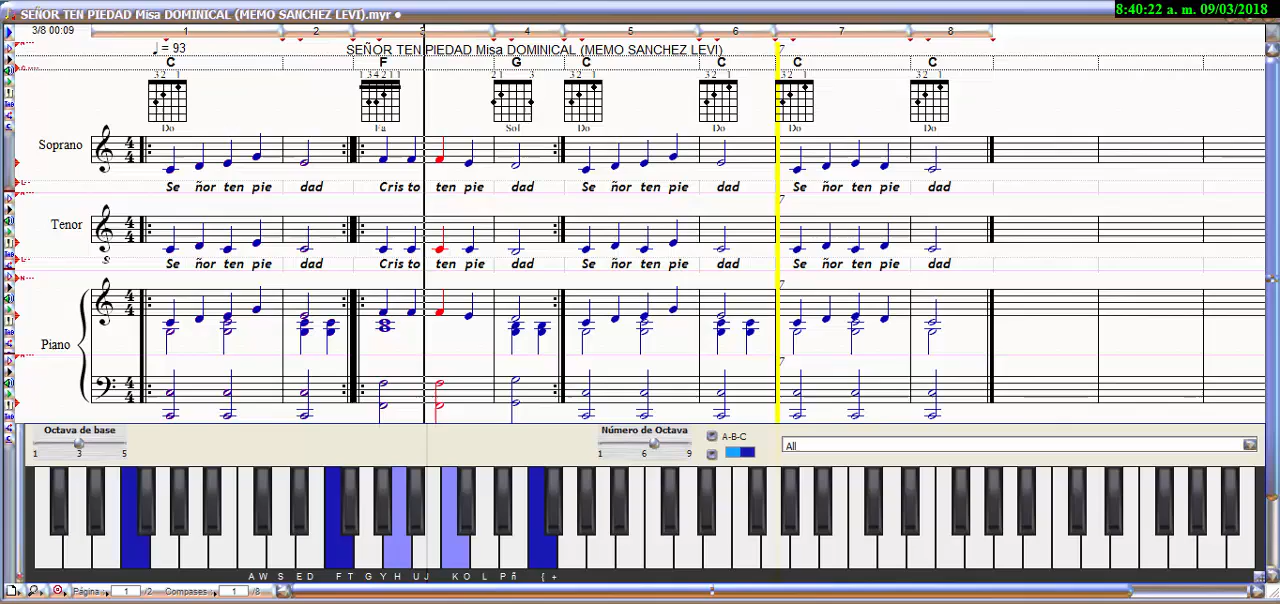 SEÑOR TEN PIEDAD Misa DOMINICAL (MEMO SANCHEZ LEVI).myr
8:40:22 a. m. 09/03/2018
3/8 00:09
1 2 3 4 5 6 7 8
= 93
SEÑOR TEN PIEDAD Misa DOMINICAL (MEMO SANCHEZ LEVI)
7
C F G C C C C
Do Fa Sol Do Do Do Do
Soprano
Se ñor ten pie dad Cris to ten pie dad Se ñor ten pie dad Se ñor ten pie dad
7
Tenor
8
Se ñor ten pie dad Cris to ten pie dad Se ñor ten pie dad Se ñor ten pie dad
7
Piano
7
Octava de base
1 3 5
Número de Octava
1 6 9
A-B-C
All
A W S E D F T G Y H U J K O L P ñ { +
Página 1 /2 Compases 1 /8